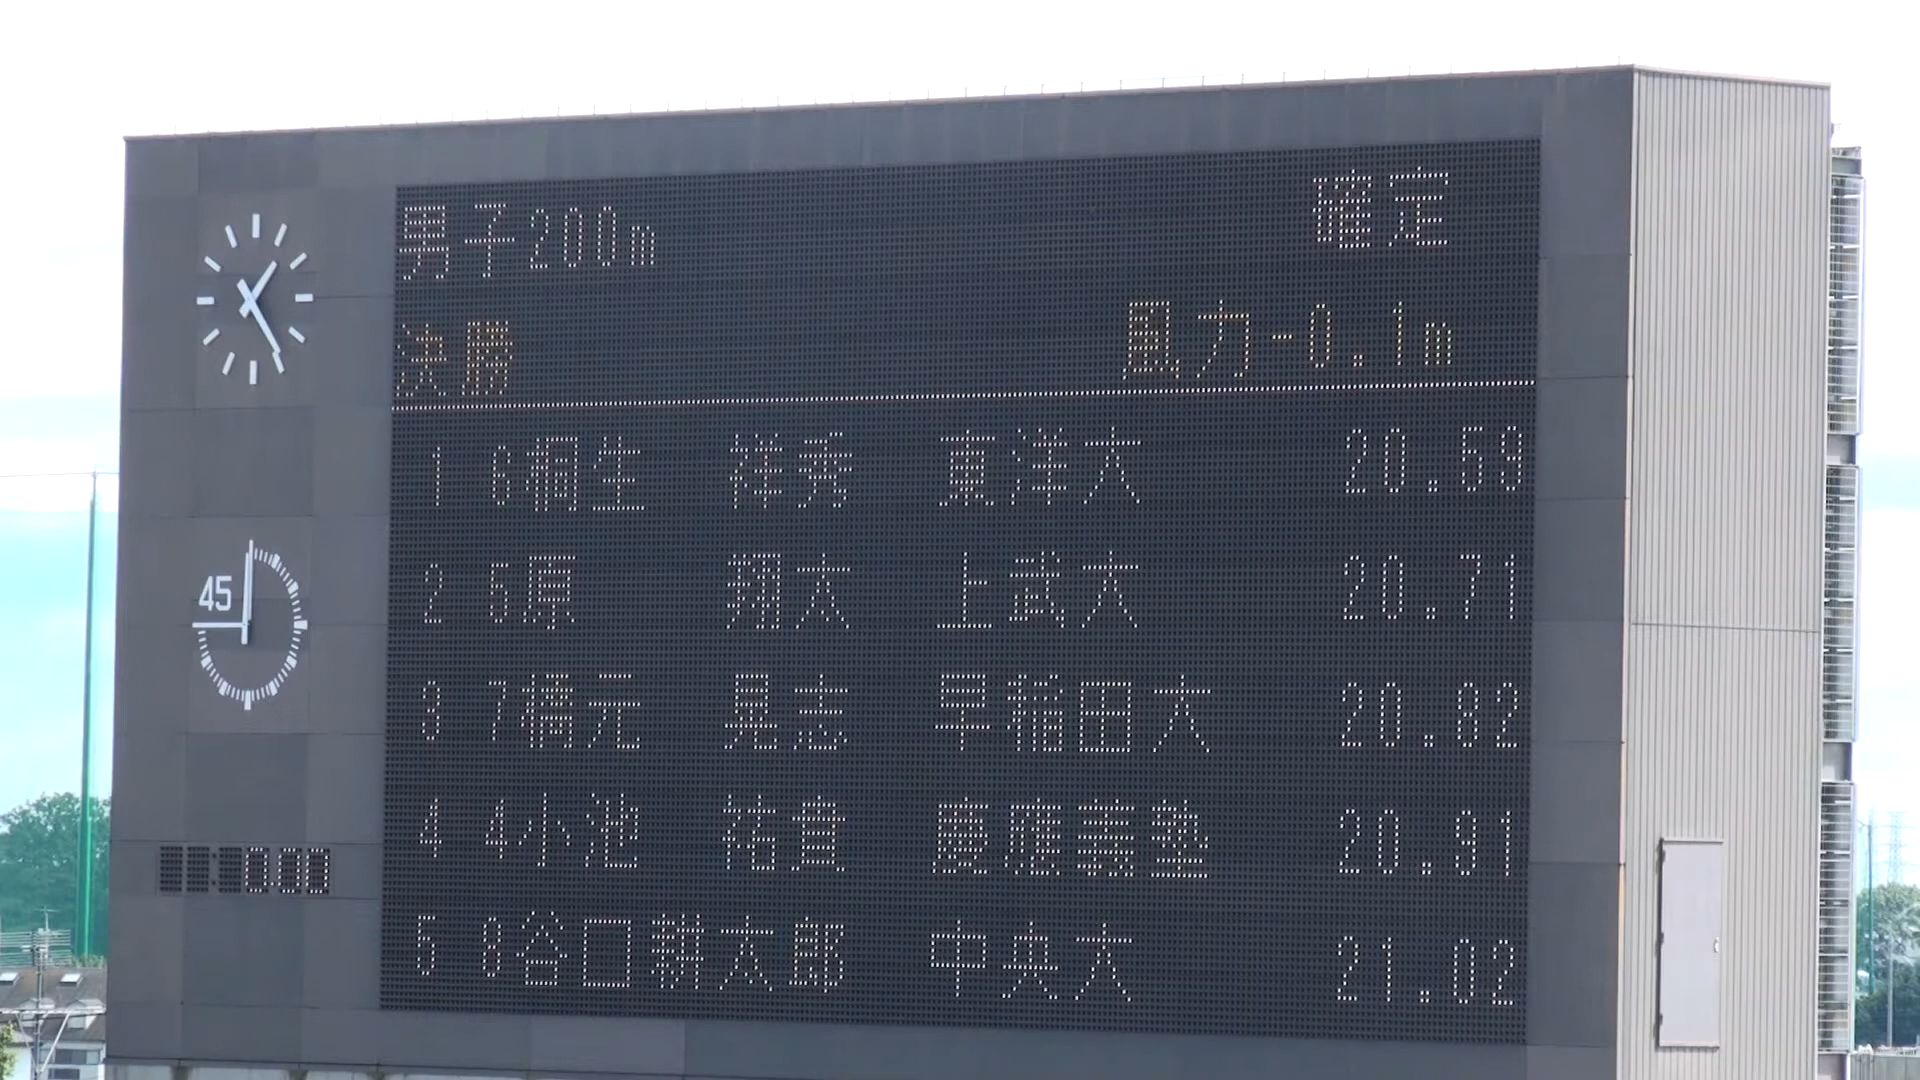 男子200m 確定
決勝 風力-0.1m
1 6桐生 祥秀 東洋大 20.59
2 5原 翔太 上武大 20.71
3 7橋元 晃志 早稲田大 20.82
4 4小池 祐貴 慶應義塾 20.91
5 8谷口耕太郎 中央大 21.02
45
0:00